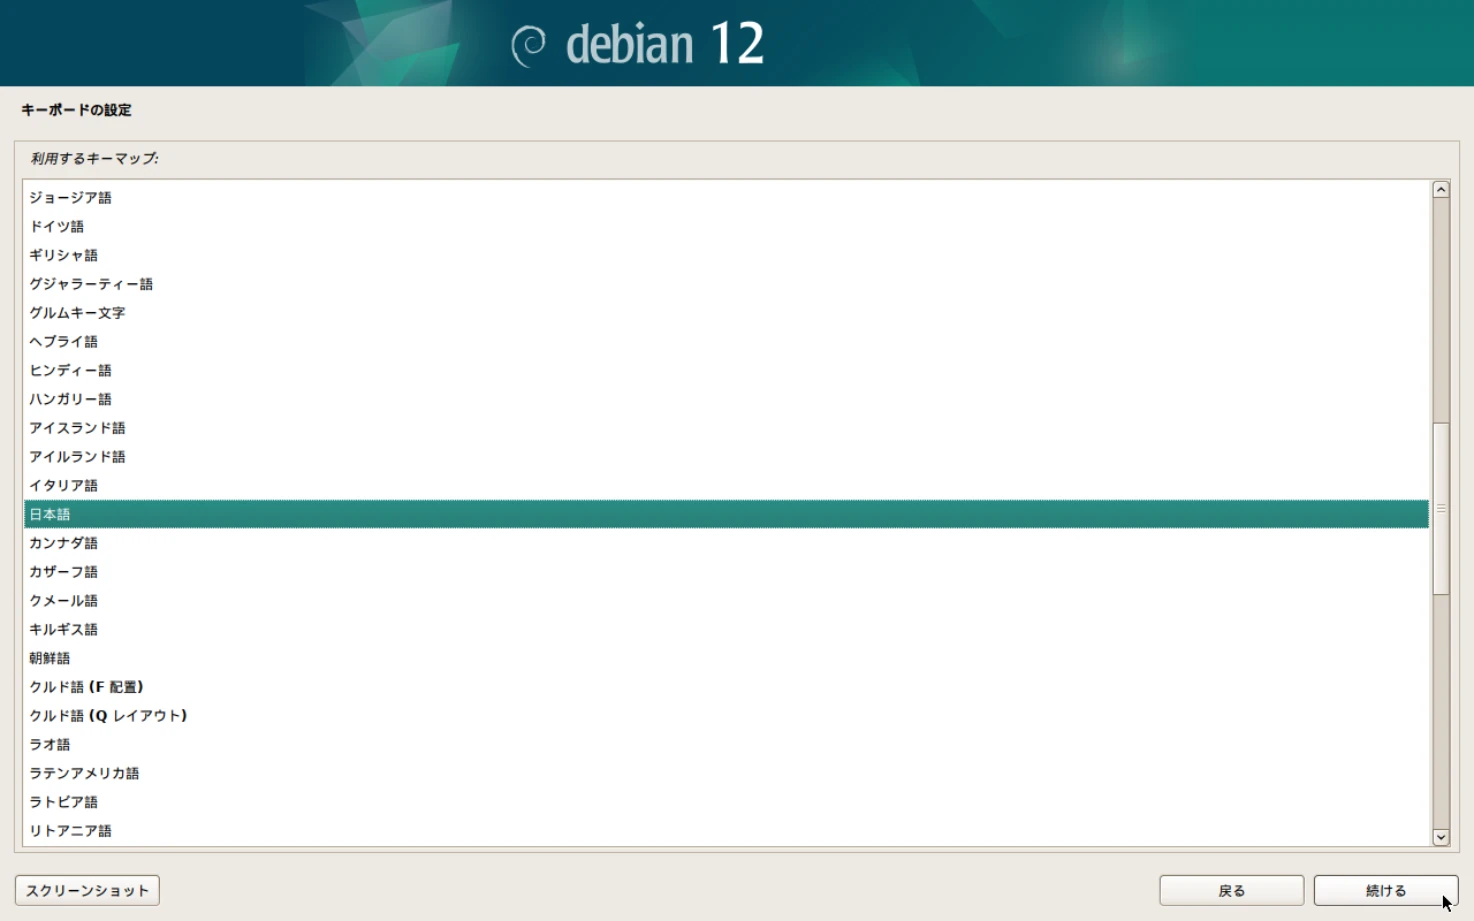 debian 12
キーボードの設定
利用するキーマップ:
ジョージア語
ドイツ語
ギリシャ語
グジャラーティー語
グルムキー文字
ヘブライ語
ヒンディー語
ハンガリー語
アイスランド語
アイルランド語
イタリア語
日本語
カンナダ語
カザーフ語
クメール語
キルギス語
朝鮮語
クルド語 (F 配置)
クルド語 (Q レイアウト)
ラオ語
ラテンアメリカ語
ラトビア語
リトアニア語
スクリーンショット
戻る
続ける